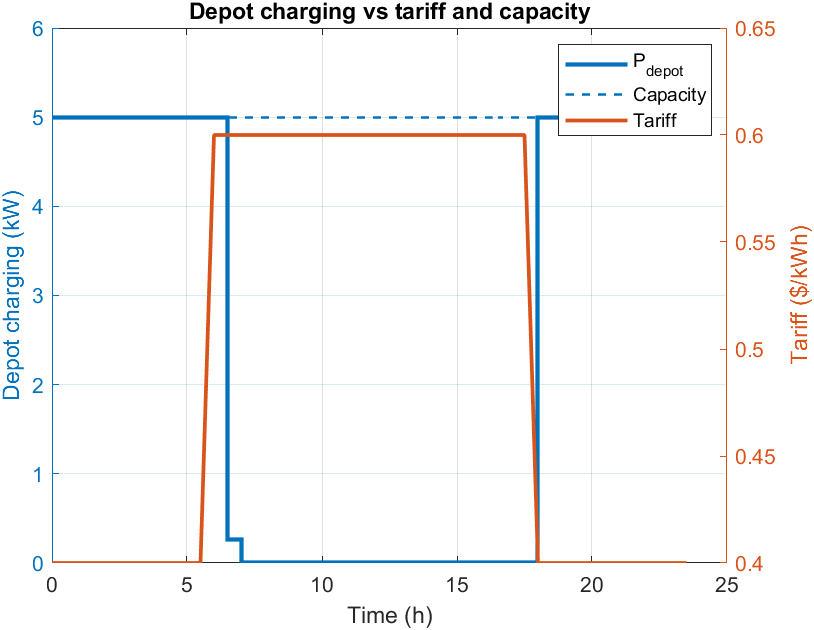 Depot charging vs tariff and capacity
6
5
4
3
2
1
0
Depot charging (kW)
0.65
0.6
0.55
0.5
0.45
0.4
Tariff ($/kWh)
P_depot
Capacity
Tariff
0 5 10 15 20 25
Time (h)